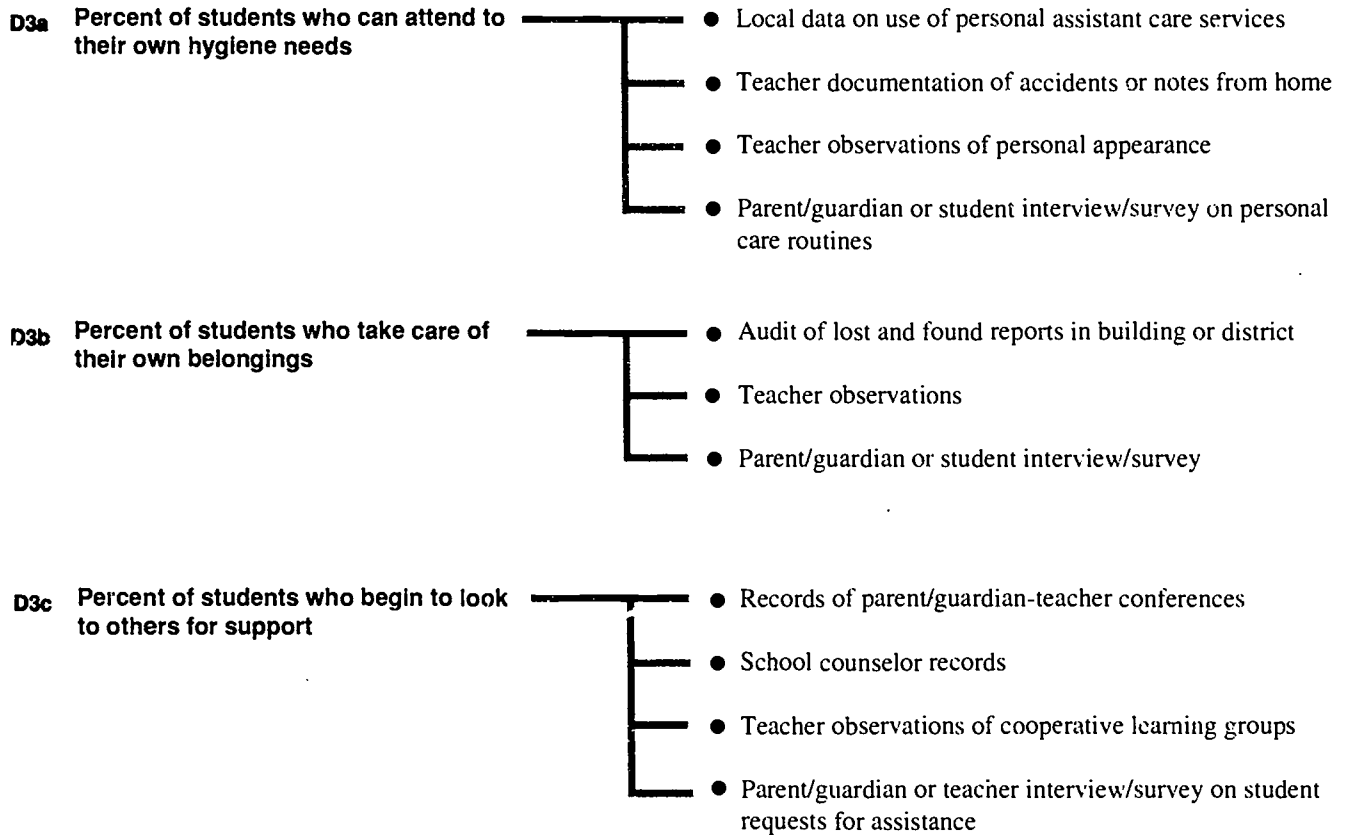 D3a Percent of students who can attend to
their own hygiene needs
● Local data on use of personal assistant care services
● Teacher documentation of accidents or notes from home
● Teacher observations of personal appearance
● Parent/guardian or student interview/survey on personal
care routines
D3b Percent of students who take care of
their own belongings
● Audit of lost and found reports in building or district
● Teacher observations
● Parent/guardian or student interview/survey
D3c Percent of students who begin to look
to others for support
● Records of parent/guardian-teacher conferences
● School counselor records
● Teacher observations of cooperative learning groups
● Parent/guardian or teacher interview/survey on student
requests for assistance